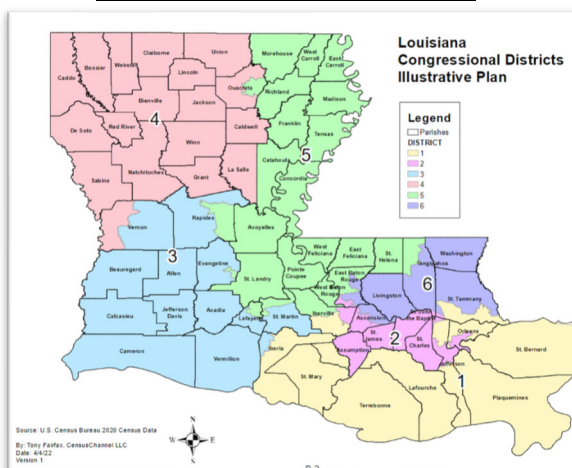 Louisiana
Congressional Districts
Illustrative Plan
Legend
Parishes
DISTRICT
1
2
3
4
5
6
Caddo
Bossier
Webster
Claiborne
Union
Lincoln
Morehouse
West
Carroll
East
Carroll
Ouachita
Richland
Madison
Bienville
Jackson
4
De Soto
Red River
Winn
Caldwell
Franklin
Tensas
Sabine
Natchitoches
Grant
La Salle
Catahoula
5
Concordia
Vernon
Rapides
Avoyelles
3
Beauregard
Allen
Evangeline
St. Landry
Pointe
Coupee
West
Feliciana
East
Feliciana
St.
Helena
Tangipahoa
Washington
East Baton
Rouge
West Baton
Rouge
Livingston
6
St. Tammany
Calcasieu
Jefferson
Davis
Acadia
Lafayette
St. Martin
Iberville
Ascension
St. John
the Baptist
Orleans
St.
James
2
St.
Charles
Assumption
Jefferson
St. Bernard
Cameron
Vermilion
Iberia
St. Mary
Terrebonne
Lafourche
1
Plaquemines
Source: U.S. Census Bureau 2020 Census Data
By: Tony Fairfax, CensusChannel LLC
Date: 4/4/22
Version 1
N
W
E
S